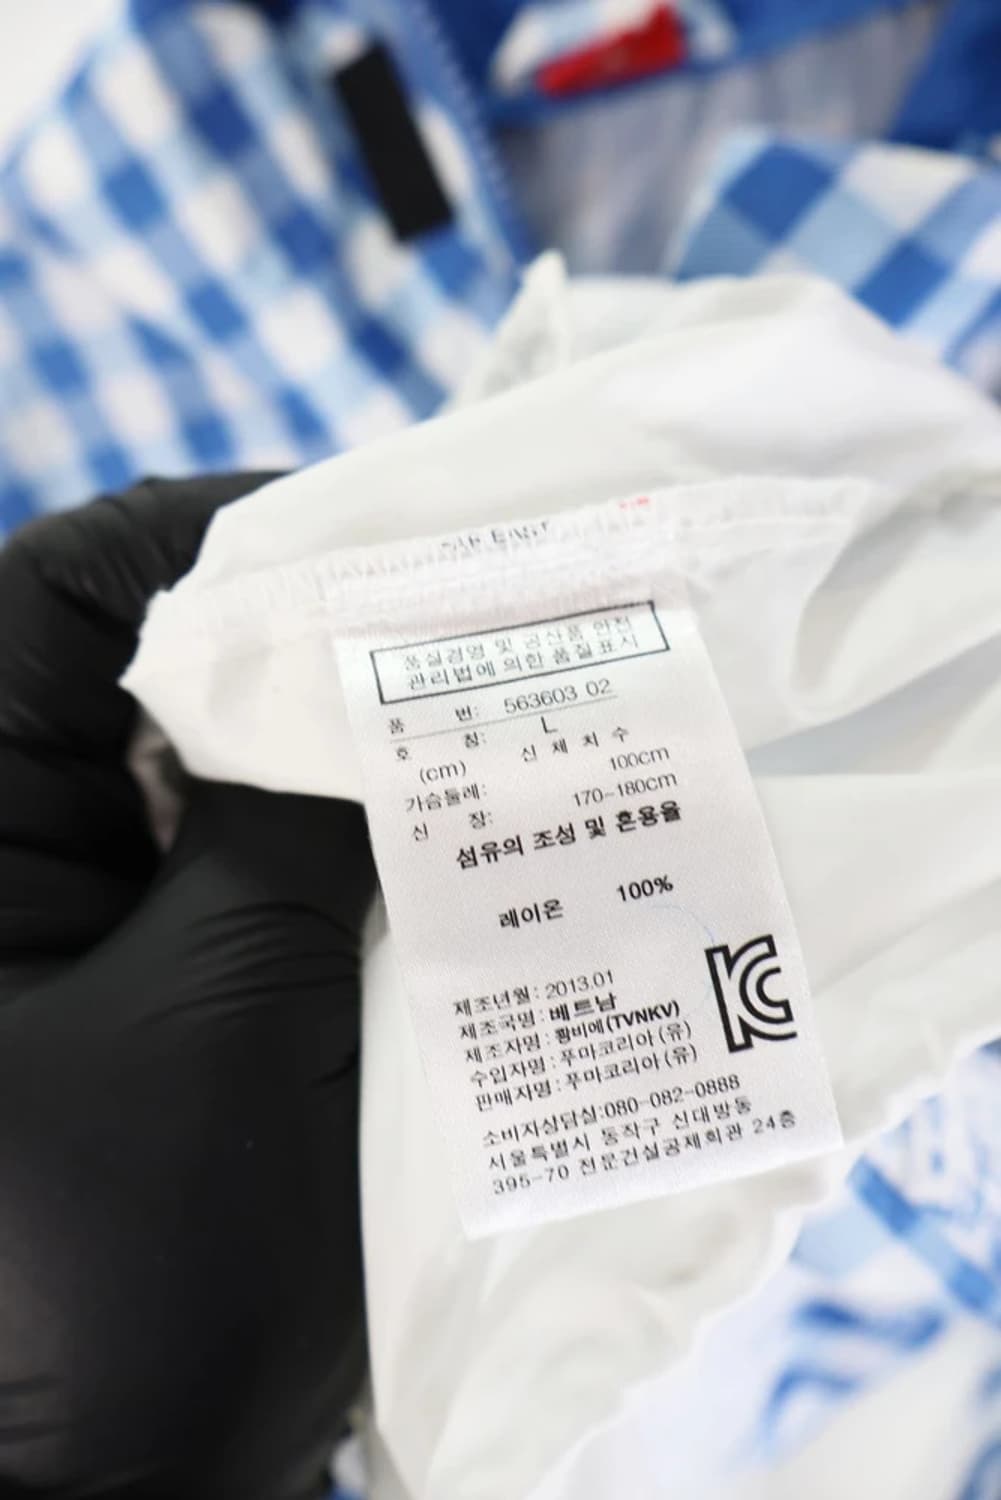 품질경영 및 공산품 안전
관리법에 의한 품질표시
품 번: 563603 02
호 칭: L
(cm) 신 체 치 수
가슴둘레: 100cm
신 장: 170-180cm
섬유의 조성 및 혼용율
레이온 100%
제조년월: 2013.01
제조국명: 베트남
제조자명: 쾅비에(TVNKV)
수입자명: 푸마코리아(유)
판매자명: 푸마코리아(유)
KC
소비자상담실:080-082-0888
서울특별시 동작구 신대방동
395-70 전문건설공제회관 24층